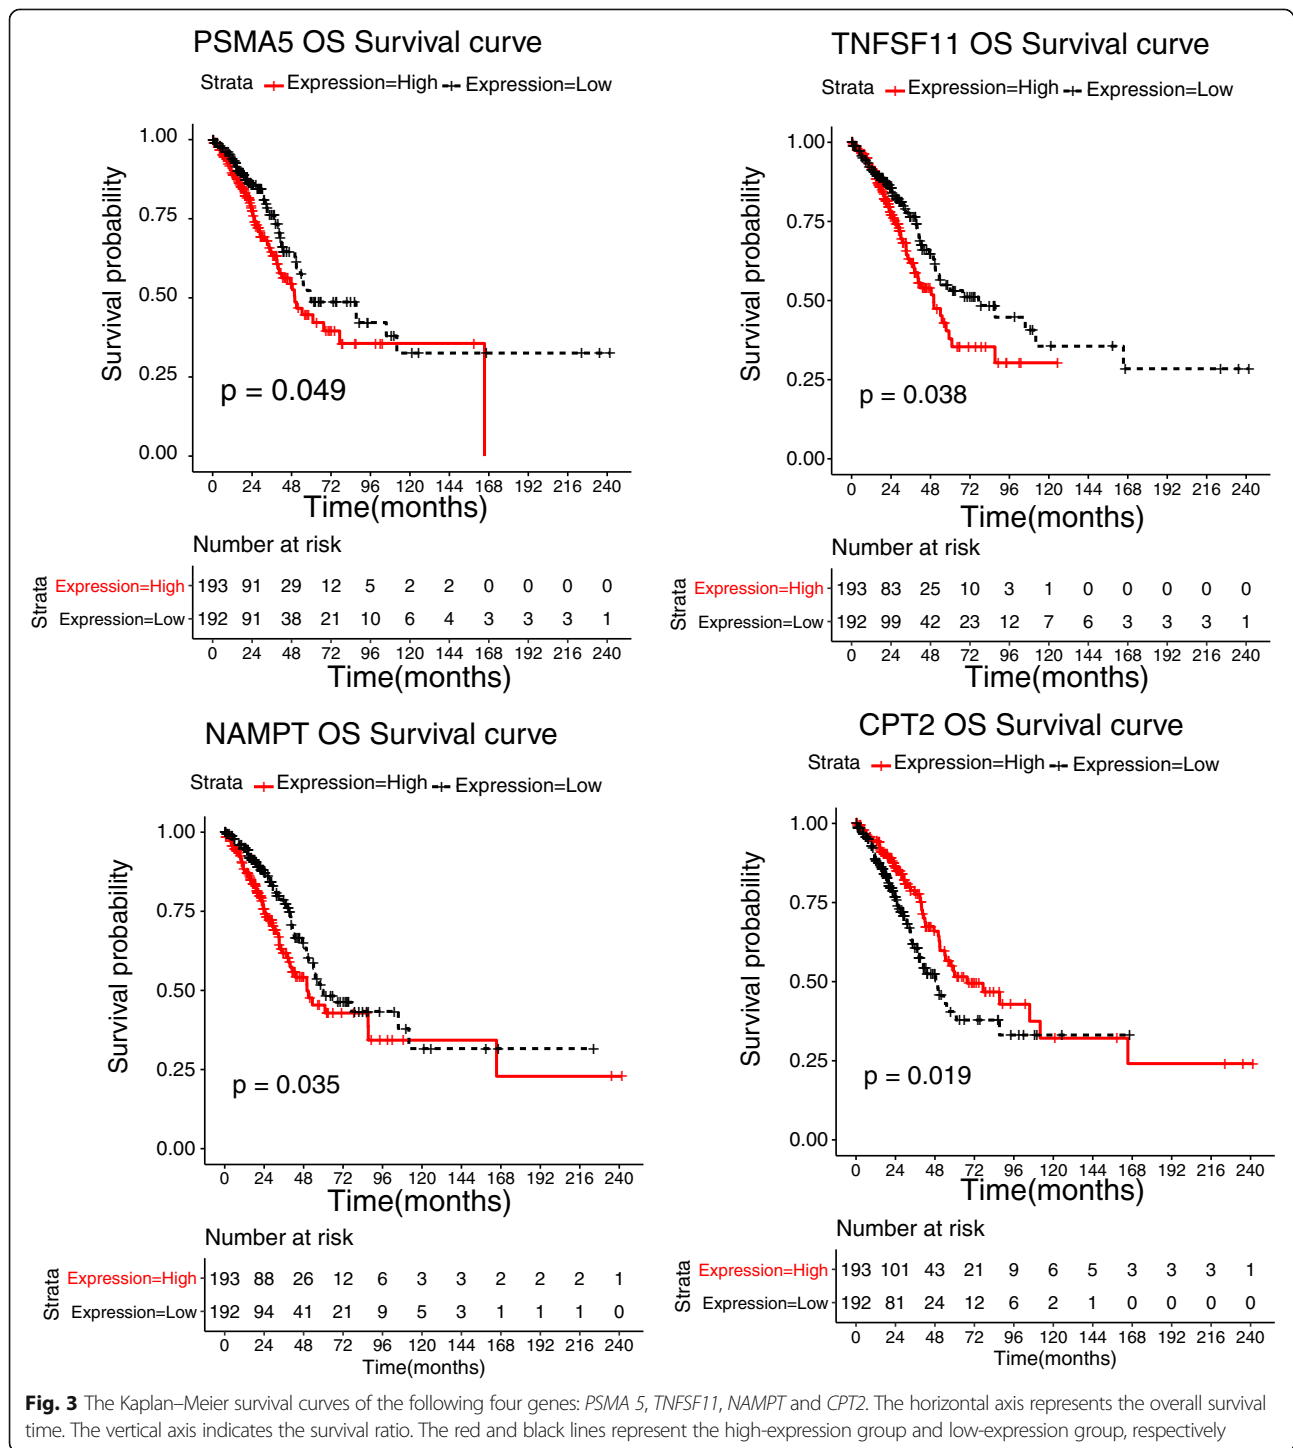 PSMA5 OS Survival curve
Strata Expression=High Expression=Low
Survival probability
1.00
0.75
0.50
0.25
0.00
p = 0.049
0 24 48 72 96 120 144 168 192 216 240
Time(months)
Number at risk
Strata
Expression=High 193 91 29 12 5 2 2 0 0 0 0
Expression=Low 192 91 38 21 10 6 4 3 3 3 1
0 24 48 72 96 120 144 168 192 216 240
Time(months)
TNFSF11 OS Survival curve
Strata Expression=High Expression=Low
Survival probability
1.00
0.75
0.50
0.25
0.00
p = 0.038
0 24 48 72 96 120 144 168 192 216 240
Time(months)
Number at risk
Strata
Expression=High 193 83 25 10 3 1 0 0 0 0 0
Expression=Low 192 99 42 23 12 7 6 3 3 3 1
0 24 48 72 96 120 144 168 192 216 240
Time(months)
NAMPT OS Survival curve
Strata Expression=High Expression=Low
Survival probability
1.00
0.75
0.50
0.25
0.00
p = 0.035
0 24 48 72 96 120 144 168 192 216 240
Time(months)
Number at risk
Strata
Expression=High 193 88 26 12 6 3 3 2 2 2 1
Expression=Low 192 94 41 21 9 5 3 1 1 1 0
0 24 48 72 96 120 144 168 192 216 240
Time(months)
CPT2 OS Survival curve
Strata Expression=High Expression=Low
Survival probability
1.00
0.75
0.50
0.25
0.00
p = 0.019
0 24 48 72 96 120 144 168 192 216 240
Time(months)
Number at risk
Strata
Expression=High 193 101 43 21 9 6 5 3 3 3 1
Expression=Low 192 81 24 12 6 2 1 0 0 0 0
0 24 48 72 96 120 144 168 192 216 240
Time(months)
Fig. 3 The Kaplan–Meier survival curves of the following four genes: PSMA 5, TNFSF11, NAMPT and CPT2. The horizontal axis represents the overall survival
time. The vertical axis indicates the survival ratio. The red and black lines represent the high-expression group and low-expression group, respectively